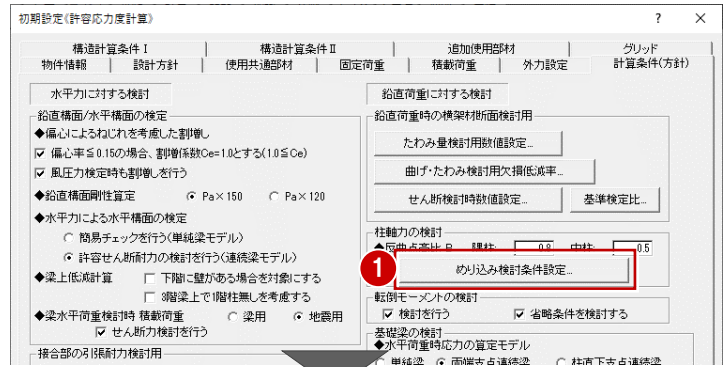 初期設定《許容応力度計算》 ? ×
構造計算条件Ⅰ 構造計算条件Ⅱ 追加使用部材 グリッド
物件情報 設計方針 使用共通部材 固定荷重 積載荷重 外力設定 計算条件(方針)
水平力に対する検討
鉛直構面/水平構面の検定
◆偏心によるねじれを考慮した割増し
偏心率≦0.15の場合、割増係数Ce=1.0とする(1.0≦Ce)
風圧力検定時も割増しを行う
◆鉛直構面剛性算定 Pa×150 Pa×120
◆水平力による水平構面の検定
簡易チェックを行う(単純梁モデル)
許容せん断耐力の検討を行う(連続梁モデル)
◆梁上低減計算 下階に壁がある場合を対象にする
3階梁上で1階柱無しを考慮する
◆梁水平荷重検討時 積載荷重 梁用 地震用
せん断力検討を行う
接合部の引張耐力検討用
鉛直荷重に対する検討
鉛直荷重時の横架材断面検討用
たわみ量検討用数値設定...
曲げ・たわみ検討用欠損低減率...
せん断検討時数値設定... 基準検定比...
柱軸力の検討
◆反曲点高比 隅柱: 0.8 中柱: 0.5
1 めり込み検討条件設定...
転倒モーメントの検討
検討を行う 省略条件を検討する
基礎梁の検討
◆水平荷重時応力の算定モデル
単純梁 両端支点連続梁 柱直下支点連続梁